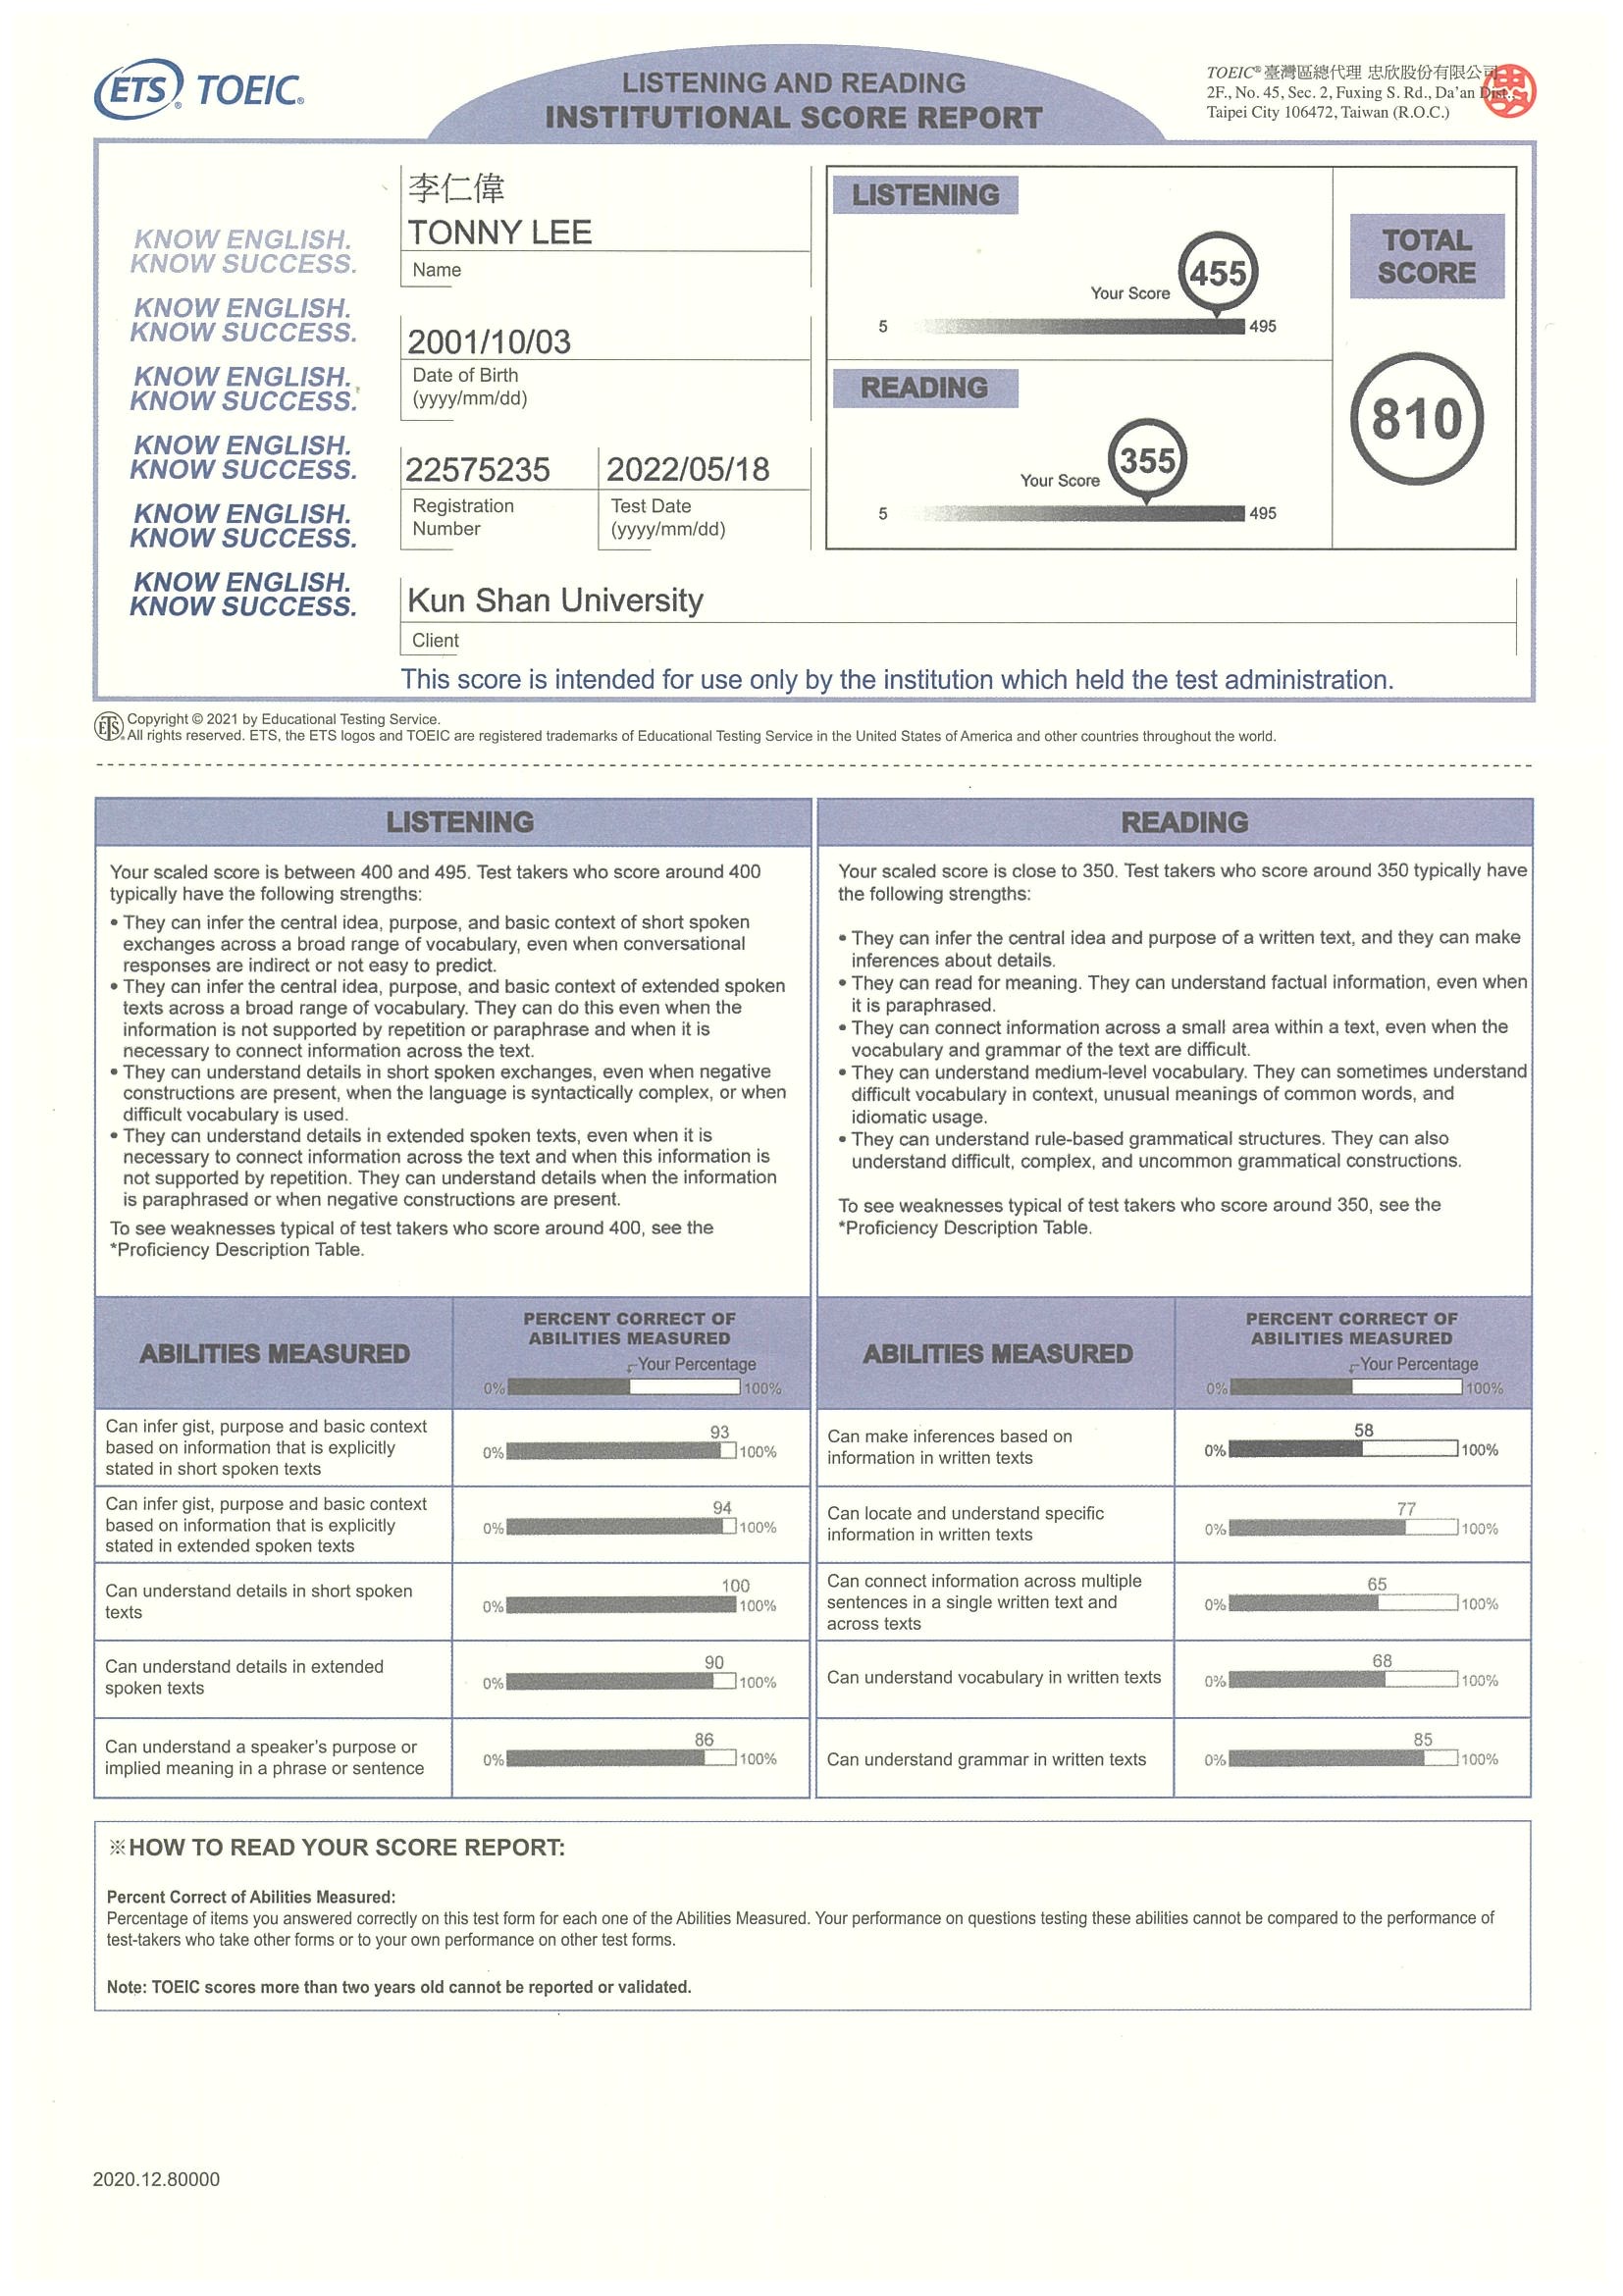 ETS TOEIC
LISTENING AND READING
INSTITUTIONAL SCORE REPORT
TOEIC® 臺灣區總代理 忠欣股份有限公司
2F., No. 45, Sec. 2, Fuxing S. Rd., Da'an Dist.,
Taipei City 106472, Taiwan (R.O.C.)
KNOW ENGLISH.
KNOW SUCCESS.
KNOW ENGLISH.
KNOW SUCCESS.
KNOW ENGLISH.
KNOW SUCCESS.
KNOW ENGLISH.
KNOW SUCCESS.
KNOW ENGLISH.
KNOW SUCCESS.
KNOW ENGLISH.
KNOW SUCCESS.
李仁偉
TONNY LEE
Name
2001/10/03
Date of Birth
(yyyy/mm/dd)
22575235
Registration
Number
2022/05/18
Test Date
(yyyy/mm/dd)
Kun Shan University
Client
LISTENING
455
Your Score
5 495
READING
355
Your Score
5 495
TOTAL
SCORE
810
This score is intended for use only by the institution which held the test administration.
ETS Copyright © 2021 by Educational Testing Service.
All rights reserved. ETS, the ETS logos and TOEIC are registered trademarks of Educational Testing Service in the United States of America and other countries throughout the world.
LISTENING
Your scaled score is between 400 and 495. Test takers who score around 400
typically have the following strengths:
• They can infer the central idea, purpose, and basic context of short spoken
exchanges across a broad range of vocabulary, even when conversational
responses are indirect or not easy to predict.
• They can infer the central idea, purpose, and basic context of extended spoken
texts across a broad range of vocabulary. They can do this even when the
information is not supported by repetition or paraphrase and when it is
necessary to connect information across the text.
• They can understand details in short spoken exchanges, even when negative
constructions are present, when the language is syntactically complex, or when
difficult vocabulary is used.
• They can understand details in extended spoken texts, even when it is
necessary to connect information across the text and when this information is
not supported by repetition. They can understand details when the information
is paraphrased or when negative constructions are present.
To see weaknesses typical of test takers who score around 400, see the
*Proficiency Description Table.
READING
Your scaled score is close to 350. Test takers who score around 350 typically have
the following strengths:
• They can infer the central idea and purpose of a written text, and they can make
inferences about details.
• They can read for meaning. They can understand factual information, even when
it is paraphrased.
• They can connect information across a small area within a text, even when the
vocabulary and grammar of the text are difficult.
• They can understand medium-level vocabulary. They can sometimes understand
difficult vocabulary in context, unusual meanings of common words, and
idiomatic usage.
• They can understand rule-based grammatical structures. They can also
understand difficult, complex, and uncommon grammatical constructions.
To see weaknesses typical of test takers who score around 350, see the
*Proficiency Description Table.
ABILITIES MEASURED
PERCENT CORRECT OF
ABILITIES MEASURED
Your Percentage
0% 100%
Can infer gist, purpose and basic context
based on information that is explicitly
stated in short spoken texts
93
0% 100%
Can infer gist, purpose and basic context
based on information that is explicitly
stated in extended spoken texts
94
0% 100%
Can understand details in short spoken
texts
100
0% 100%
Can understand details in extended
spoken texts
90
0% 100%
Can understand a speaker's purpose or
implied meaning in a phrase or sentence
86
0% 100%
ABILITIES MEASURED
PERCENT CORRECT OF
ABILITIES MEASURED
Your Percentage
0% 100%
Can make inferences based on
information in written texts
58
0% 100%
Can locate and understand specific
information in written texts
77
0% 100%
Can connect information across multiple
sentences in a single written text and
across texts
65
0% 100%
Can understand vocabulary in written texts
68
0% 100%
Can understand grammar in written texts
85
0% 100%
※HOW TO READ YOUR SCORE REPORT:
Percent Correct of Abilities Measured:
Percentage of items you answered correctly on this test form for each one of the Abilities Measured. Your performance on questions testing these abilities cannot be compared to the performance of
test-takers who take other forms or to your own performance on other test forms.
Note: TOEIC scores more than two years old cannot be reported or validated.
2020.12.80000